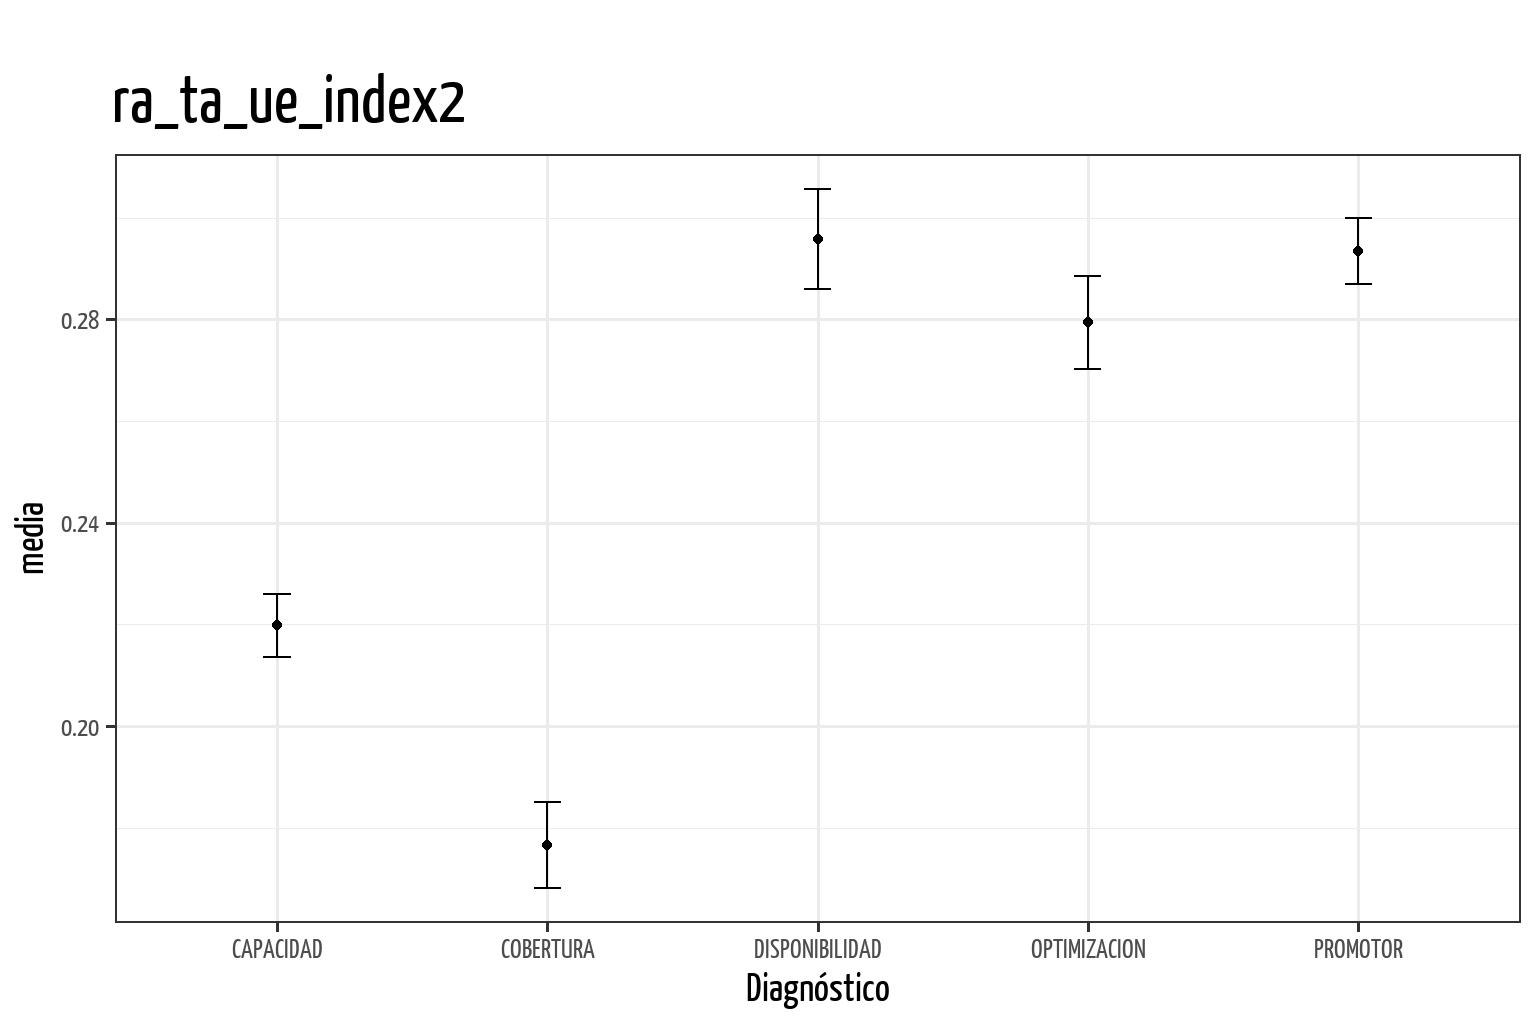 ra_ta_ue_index2
0.28
0.24
0.20
media
CAPACIDAD COBERTURA DISPONIBILIDAD OPTIMIZACION PROMOTOR
Diagnóstico